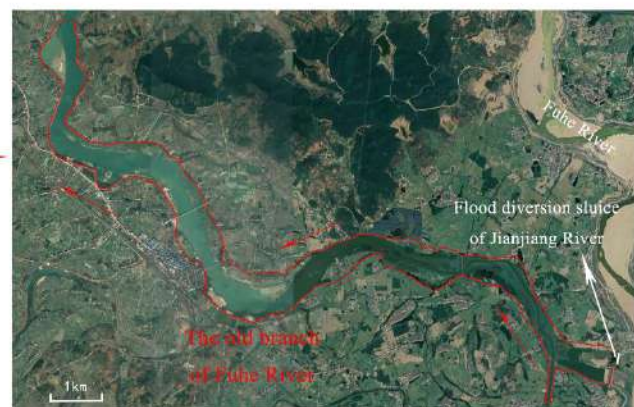 Fuhe River
Flood diversion sluice
of Jianjiang River
The old branch
of Fuhe River
1km